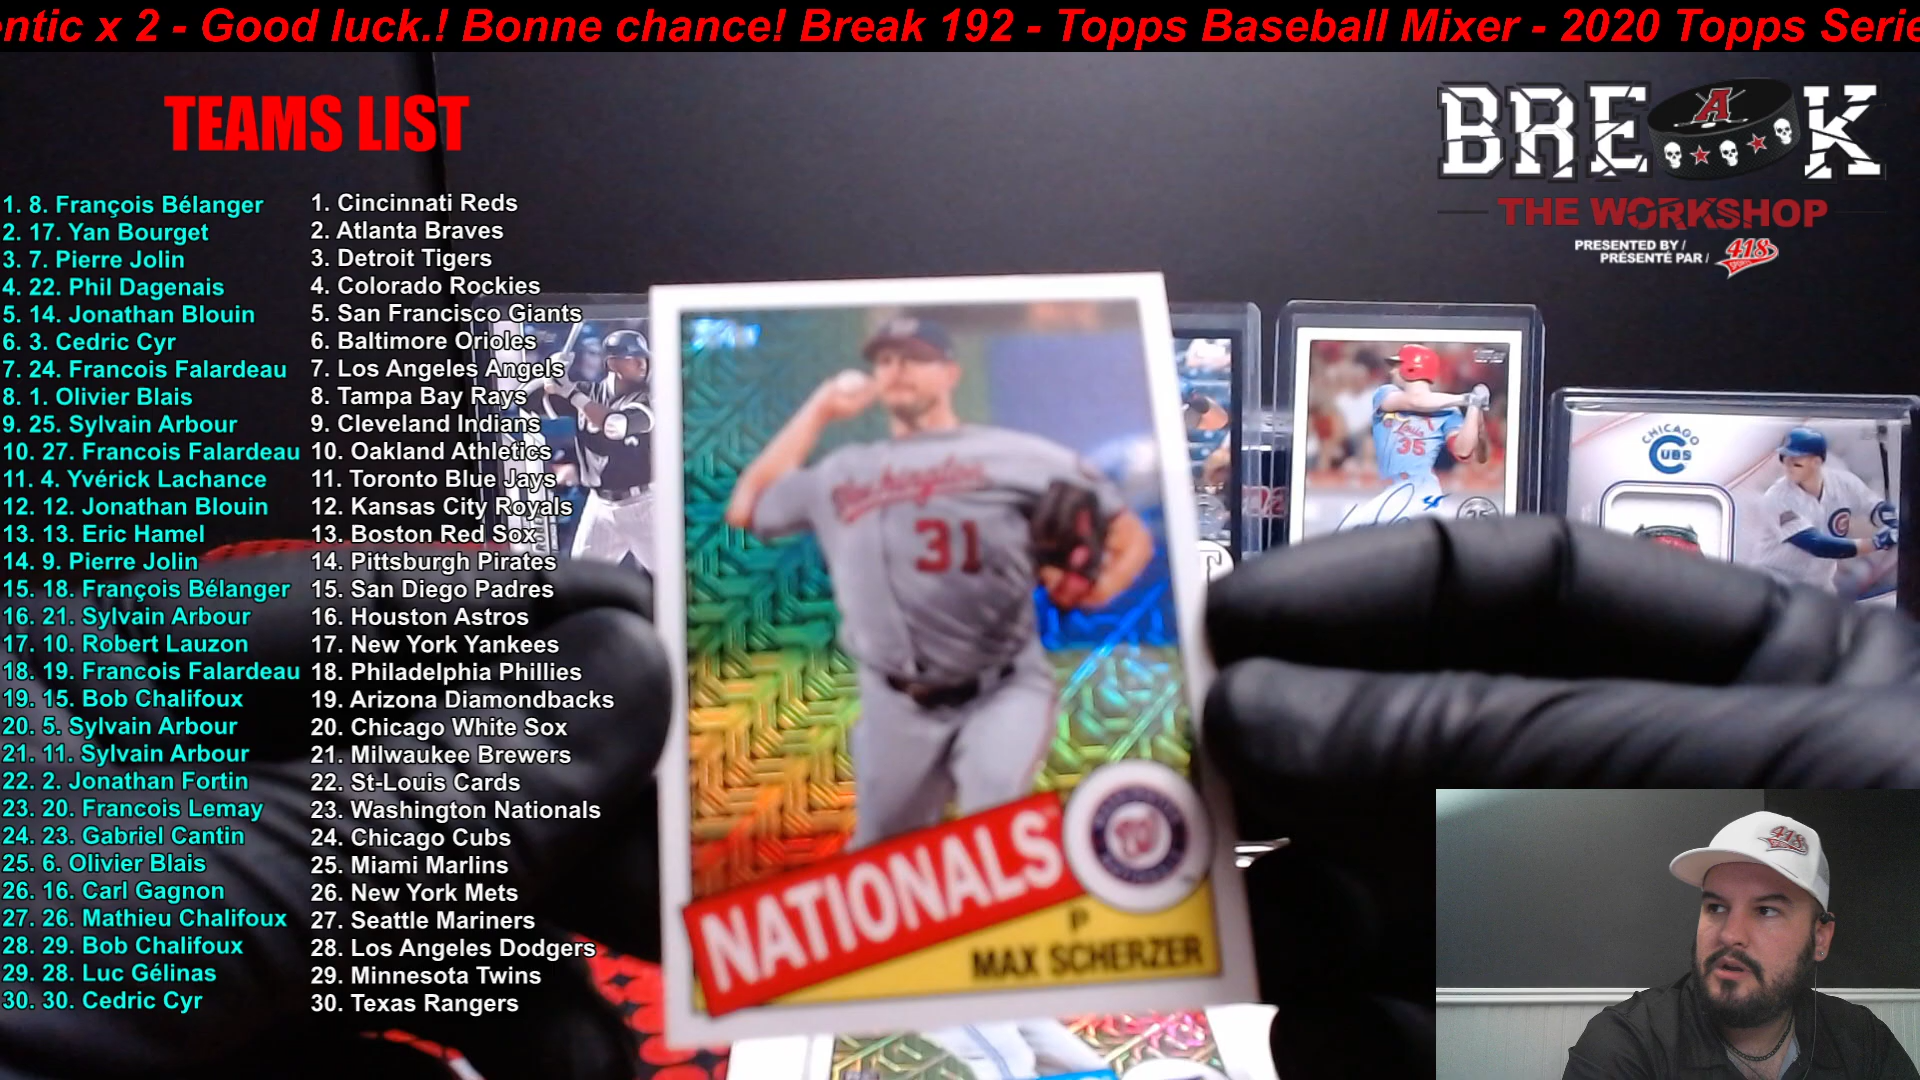 ntic x 2 - Good luck.! Bonne chance! Break 192 - Topps Baseball Mixer - 2020 Topps Serie
TEAMS LIST
1. 8. François Bélanger 1. Cincinnati Reds
2. 17. Yan Bourget 2. Atlanta Braves
3. 7. Pierre Jolin 3. Detroit Tigers
4. 22. Phil Dagenais 4. Colorado Rockies
5. 14. Jonathan Blouin 5. San Francisco Giants
6. 3. Cedric Cyr 6. Baltimore Orioles
7. 24. Francois Falardeau 7. Los Angeles Angels
8. 1. Olivier Blais 8. Tampa Bay Rays
9. 25. Sylvain Arbour 9. Cleveland Indians
10. 27. Francois Falardeau 10. Oakland Athletics
11. 4. Yvérick Lachance 11. Toronto Blue Jays
12. 12. Jonathan Blouin 12. Kansas City Royals
13. 13. Eric Hamel 13. Boston Red Sox
14. 9. Pierre Jolin 14. Pittsburgh Pirates
15. 18. François Bélanger 15. San Diego Padres
16. 21. Sylvain Arbour 16. Houston Astros
17. 10. Robert Lauzon 17. New York Yankees
18. 19. Francois Falardeau 18. Philadelphia Phillies
19. 15. Bob Chalifoux 19. Arizona Diamondbacks
20. 5. Sylvain Arbour 20. Chicago White Sox
21. 11. Sylvain Arbour 21. Milwaukee Brewers
22. 2. Jonathan Fortin 22. St-Louis Cards
23. 20. Francois Lemay 23. Washington Nationals
24. 23. Gabriel Cantin 24. Chicago Cubs
25. 6. Olivier Blais 25. Miami Marlins
26. 16. Carl Gagnon 26. New York Mets
27. 26. Mathieu Chalifoux 27. Seattle Mariners
28. 29. Bob Chalifoux 28. Los Angeles Dodgers
29. 28. Luc Gélinas 29. Minnesota Twins
30. 30. Cedric Cyr 30. Texas Rangers
BREAK
A
THE WORKSHOP
PRESENTED BY /
PRÉSENTÉ PAR /
418
31
NATIONALS
P
MAX SCHERZER
Topps
St. Louis
35
CHICAGO
CUBS
418